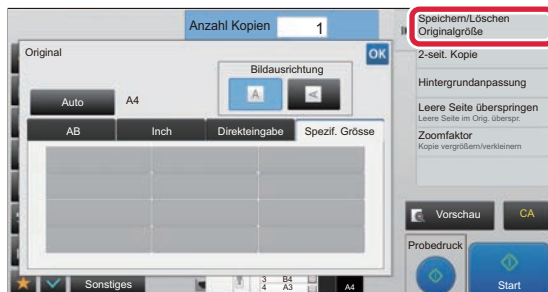 Anzahl Kopien 1
Speichern/Löschen
Originalgröße
Original
OK
Bildausrichtung
A
A
Auto A4
AB Inch Direkteingabe Spezif. Grösse
2-seit. Kopie
Hintergrundanpassung
Leere Seite überspringen
Leere Seite im Orig. überspr.
Zoomfaktor
Kopie vergrößern/verkleinern
Vorschau CA
Probedruck
Start
Sonstiges
3 B4
4 A3
A4